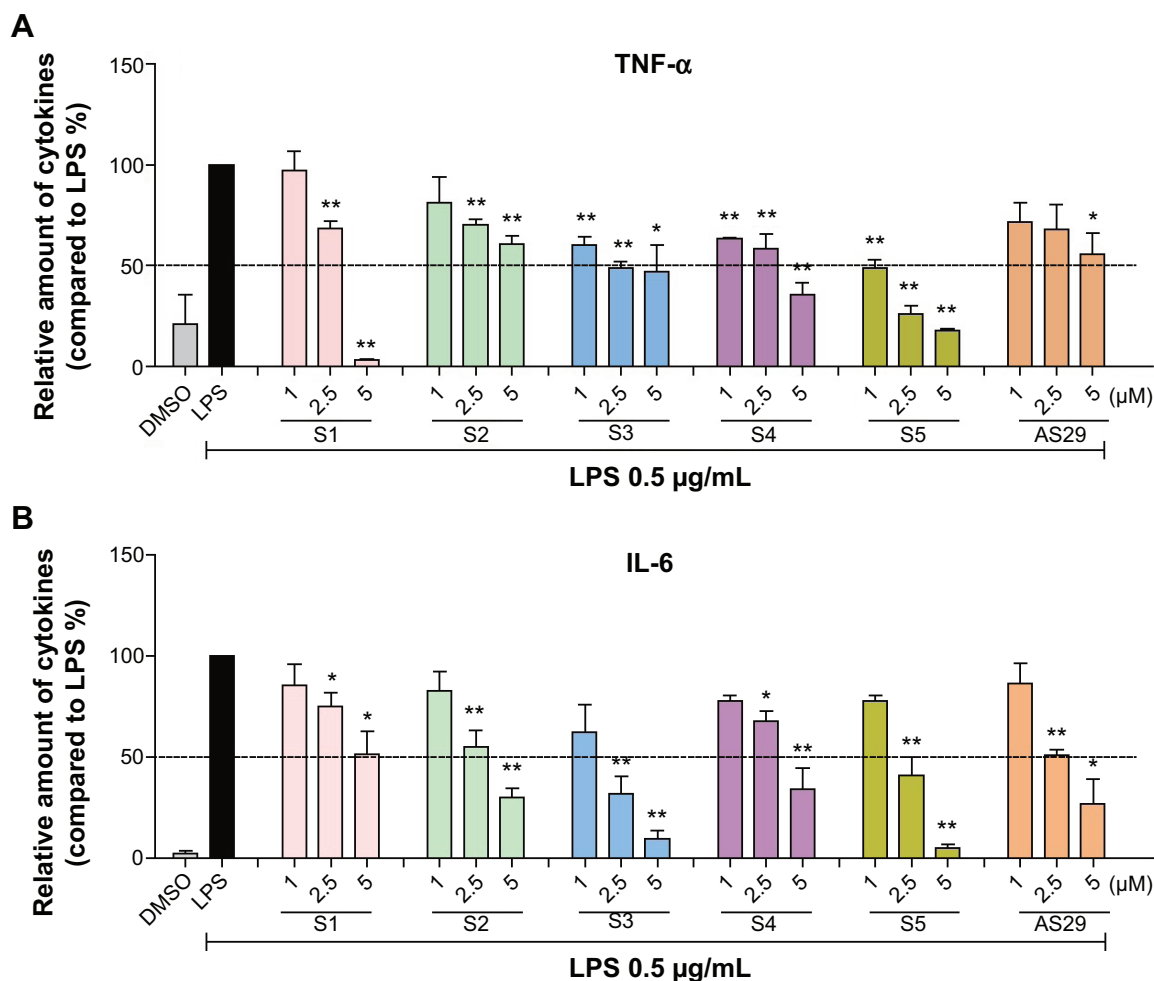 A
TNF-α
Relative amount of cytokines
(compared to LPS %)
150
100
50
0
** ** ** ** ** ** * ** ** ** ** ** ** *
DMSO LPS 1 2.5 5 1 2.5 5 1 2.5 5 1 2.5 5 1 2.5 5 1 2.5 5 (µM)
S1 S2 S3 S4 S5 AS29
LPS 0.5 µg/mL
B
IL-6
Relative amount of cytokines
(compared to LPS %)
150
100
50
0
* * ** ** ** ** * ** ** ** ** *
DMSO LPS 1 2.5 5 1 2.5 5 1 2.5 5 1 2.5 5 1 2.5 5 1 2.5 5 (µM)
S1 S2 S3 S4 S5 AS29
LPS 0.5 µg/mL